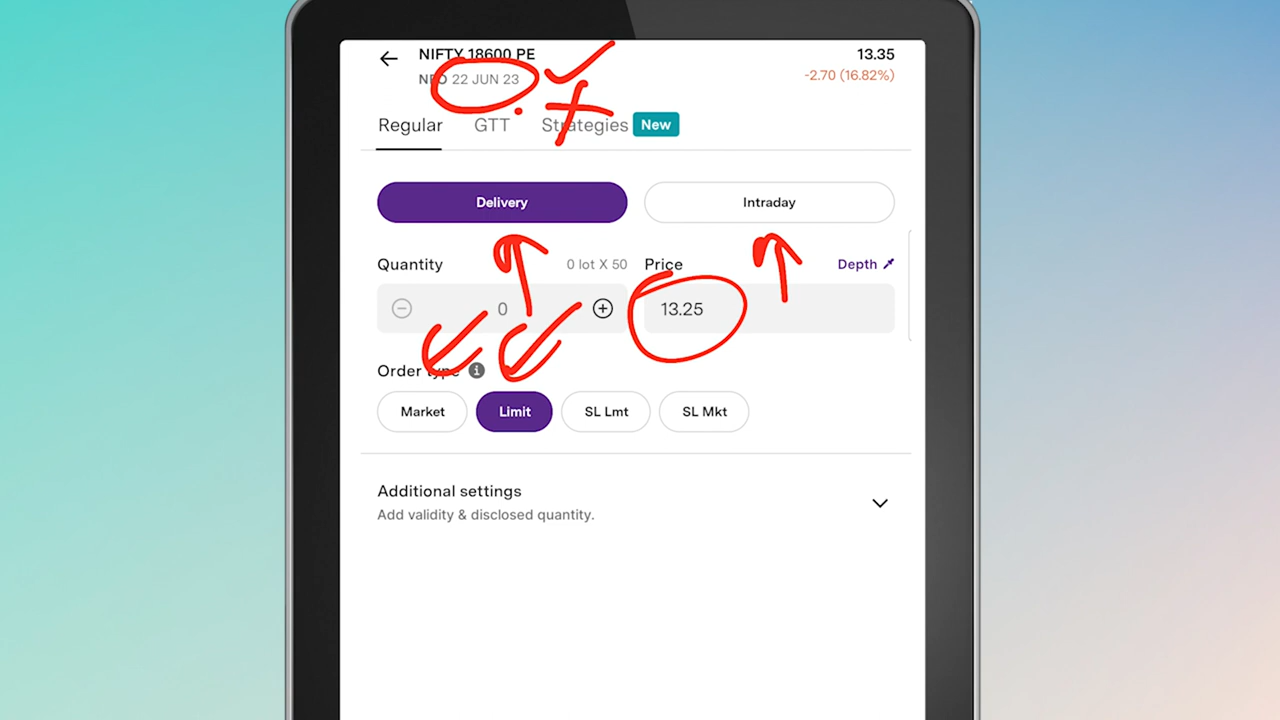 NIFTY 18600 PE 13.35
NFO 22 JUN 23 -2.70 (16.82%)
Regular GTT Strategies New
Delivery Intraday
Quantity 0 lot X 50 Price Depth
0 13.25
Order type
Market Limit SL Lmt SL Mkt
Additional settings
Add validity & disclosed quantity.